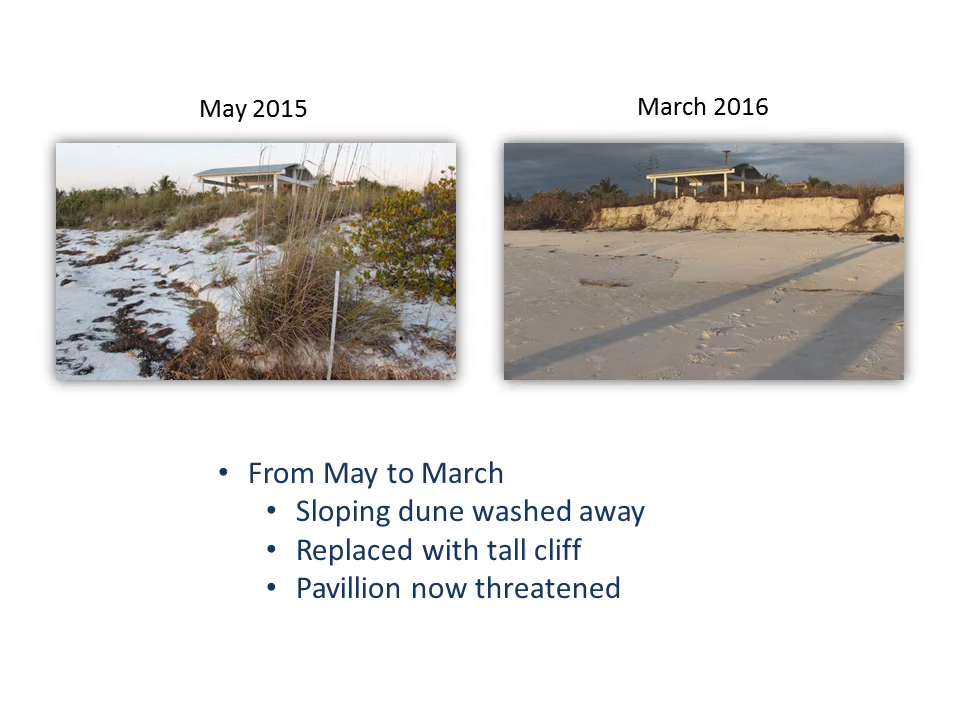 May 2015
March 2016
• From May to March
• Sloping dune washed away
• Replaced with tall cliff
• Pavillion now threatened